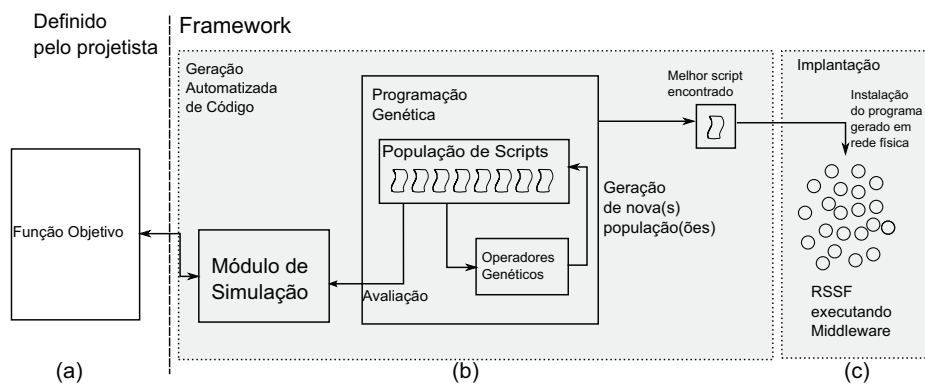 Definido
pelo projetista
Framework
Geração
Automatizada
de Código
Programação
Genética
População de Scripts
Melhor script
encontrado
Implantação
Instalação
do programa
gerado em
rede física
Geração
de nova(s)
população(ões)
Função Objetivo
Módulo de
Simulação
Avaliação
Operadores
Genéticos
RSSF
executando
Middleware
(a)
(b)
(c)